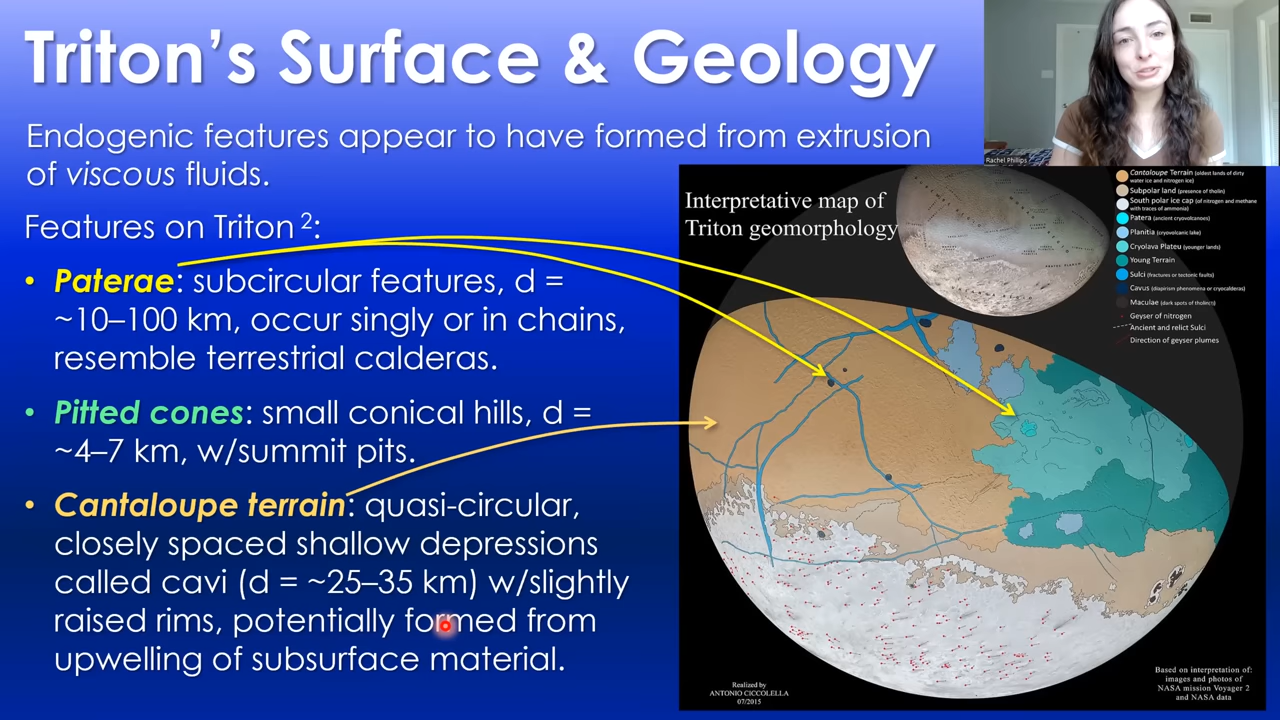 Triton’s Surface & Geology
Endogenic features appear to have formed from extrusion
of viscous fluids.
Features on Triton 2:
• Paterae: subcircular features, d =
~10–100 km, occur singly or in chains,
resemble terrestrial calderas.
• Pitted cones: small conical hills, d =
~4–7 km, w/summit pits.
• Cantaloupe terrain: quasi-circular,
closely spaced shallow depressions
called cavi (d = ~25–35 km) w/slightly
raised rims, potentially formed from
upwelling of subsurface material.
Rachel Phillips
Interpretative map of
Triton geomorphology
Cantaloupe Terrain (oldest lands of dirty
water ice and nitrogen ice)
Subpolar land (presence of tholin)
South polar ice cap (of nitrogen and methane
with traces of ammonia)
Patera (ancient cryovolcanoes)
Planitia (cryovolcanic lake)
Cryolava Plateu (younger lands)
Young Terrain
Sulci (fractures or tectonic faults)
Cavus (diapirism phenomena or cryocalderas)
Maculae (dark spots of tholins?)
Geyser of nitrogen
Ancient and relict Sulci
Direction of geyser plumes
Realized by
ANTONIO CICCOLELLA
07/2015
Based on interpretation of:
images and photos of
NASA mission Voyager 2
and NASA data